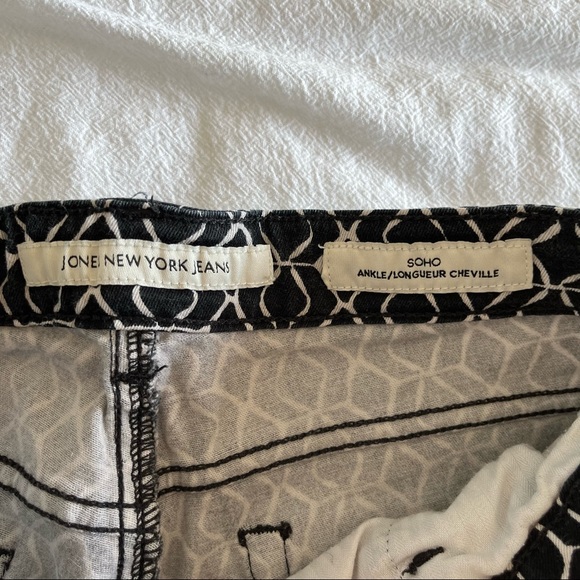 JONES NEW YORK JEANS
SOHO
ANKLE/LONGUEUR CHEVILLE